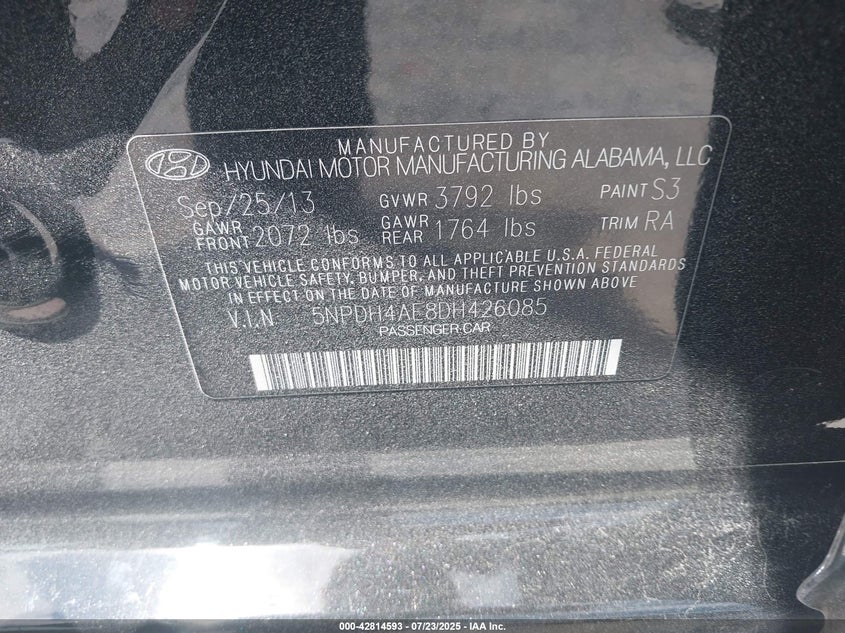 MANUFACTURED BY
HYUNDAI MOTOR MANUFACTURING ALABAMA, LLC
Sep/25/13 GVWR 3792 lbs PAINT S3
GAWR FRONT 2072 lbs GAWR REAR 1764 lbs TRIM RA
THIS VEHICLE CONFORMS TO ALL APPLICABLE U.S.A. FEDERAL
MOTOR VEHICLE SAFETY, BUMPER, AND THEFT PREVENTION STANDARDS
IN EFFECT ON THE DATE OF MANUFACTURE SHOWN ABOVE
V.I.N 5NPDH4AE8DH426085
PASSENGER CAR
000-42814593 - 07/23/2025 - IAA Inc.